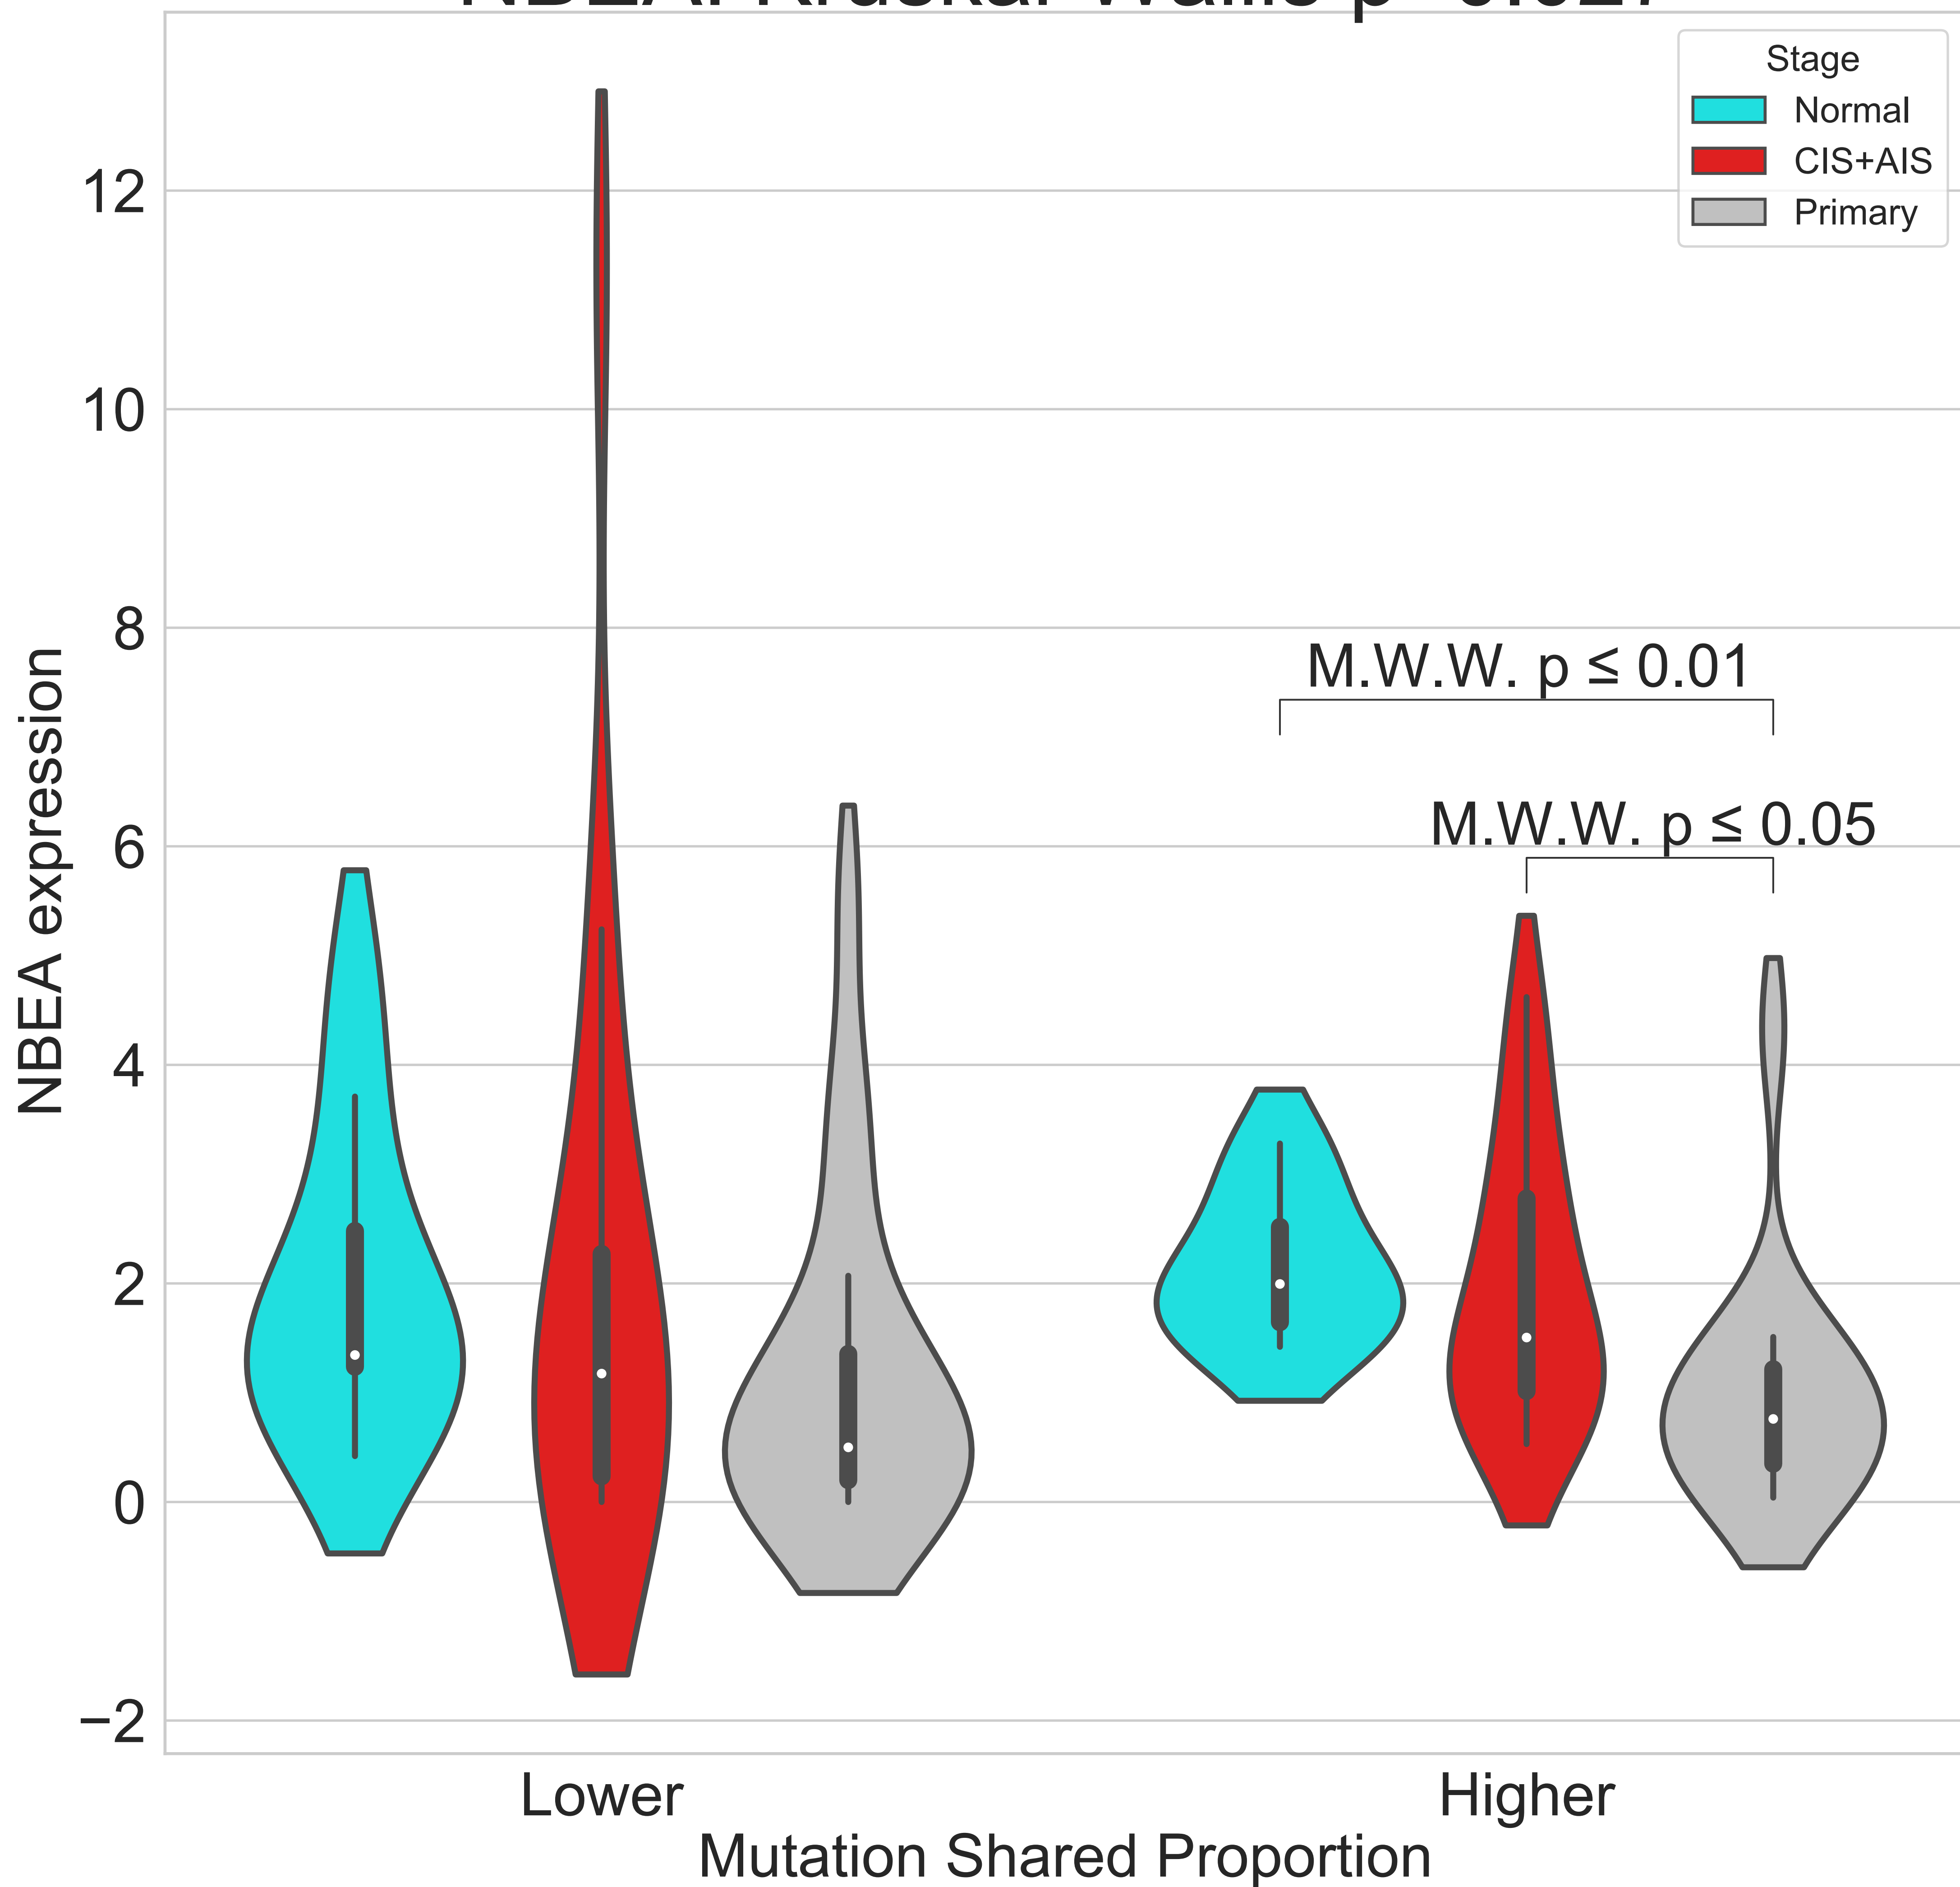 Stage
Normal
CIS+AIS
Primary
12
10
8
6
4
2
0
−2
NBEA expression
M.W.W. p ≤ 0.01
M.W.W. p ≤ 0.05
Lower
Higher
Mutation Shared Proportion